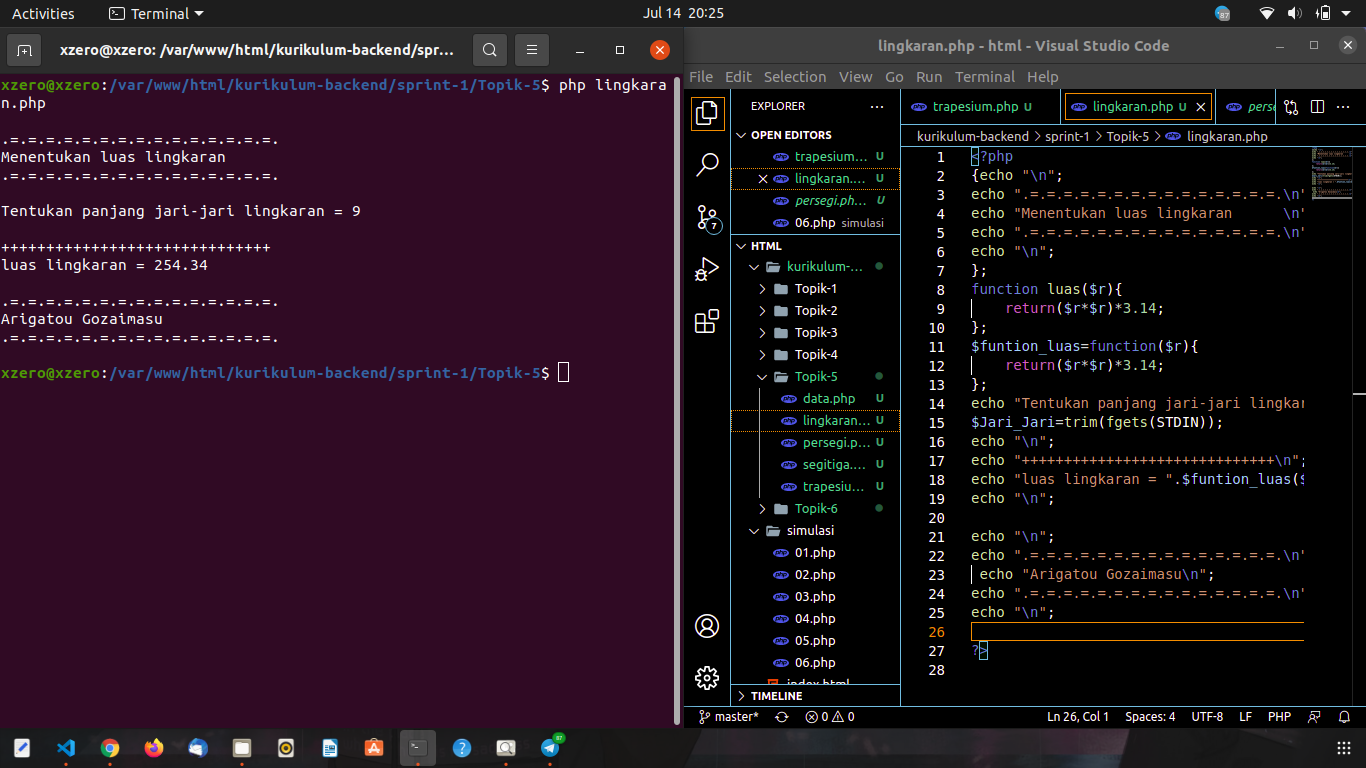 Activities
Terminal
Jul 14 20:25
87
xzero@xzero: /var/www/html/kurikulum-backend/spr...
xzero@xzero:/var/www/html/kurikulum-backend/sprint-1/Topik-5$ php lingkara
n.php
.=.=.=.=.=.=.=.=.=.=.=.=.=.=.=.
Menentukan luas lingkaran
.=.=.=.=.=.=.=.=.=.=.=.=.=.=.=.
Tentukan panjang jari-jari lingkaran = 9
++++++++++++++++++++++++++++++
luas lingkaran = 254.34
.=.=.=.=.=.=.=.=.=.=.=.=.=.=.=.
Arigatou Gozaimasu
.=.=.=.=.=.=.=.=.=.=.=.=.=.=.=.
xzero@xzero:/var/www/html/kurikulum-backend/sprint-1/Topik-5$
lingkaran.php - html - Visual Studio Code
File Edit Selection View Go Run Terminal Help
EXPLORER
OPEN EDITORS
trapesium... U
lingkaran.... U
persegi.ph... U
06.php simulasi
7
HTML
kurikulum-...
Topik-1
Topik-2
Topik-3
Topik-4
Topik-5
data.php U
lingkaran... U
persegi.p... U
segitiga.... U
trapesiu... U
Topik-6
simulasi
01.php
02.php
03.php
04.php
05.php
06.php
index.html
TIMELINE
trapesium.php U
lingkaran.php U
perse
kurikulum-backend > sprint-1 > Topik-5 > lingkaran.php
1 <?php
2 {echo "\n";
3 echo ".=.=.=.=.=.=.=.=.=.=.=.=.=.=.=.\n"
4 echo "Menentukan luas lingkaran      \n"
5 echo ".=.=.=.=.=.=.=.=.=.=.=.=.=.=.=.\n"
6 echo "\n";
7 };
8 function luas($r){
9     return($r*$r)*3.14;
10 };
11 $funtion_luas=function($r){
12     return($r*$r)*3.14;
13 };
14 echo "Tentukan panjang jari-jari lingkar
15 $Jari_Jari=trim(fgets(STDIN));
16 echo "\n";
17 echo "++++++++++++++++++++++++++++++\n";
18 echo "luas lingkaran = ".$funtion_luas($
19 echo "\n";
20
21 echo "\n";
22 echo ".=.=.=.=.=.=.=.=.=.=.=.=.=.=.=.\n"
23  echo "Arigatou Gozaimasu\n";
24 echo ".=.=.=.=.=.=.=.=.=.=.=.=.=.=.=.\n"
25 echo "\n";
26
27 ?>
28
master* 0 0 Ln 26, Col 1 Spaces: 4 UTF-8 LF PHP
87